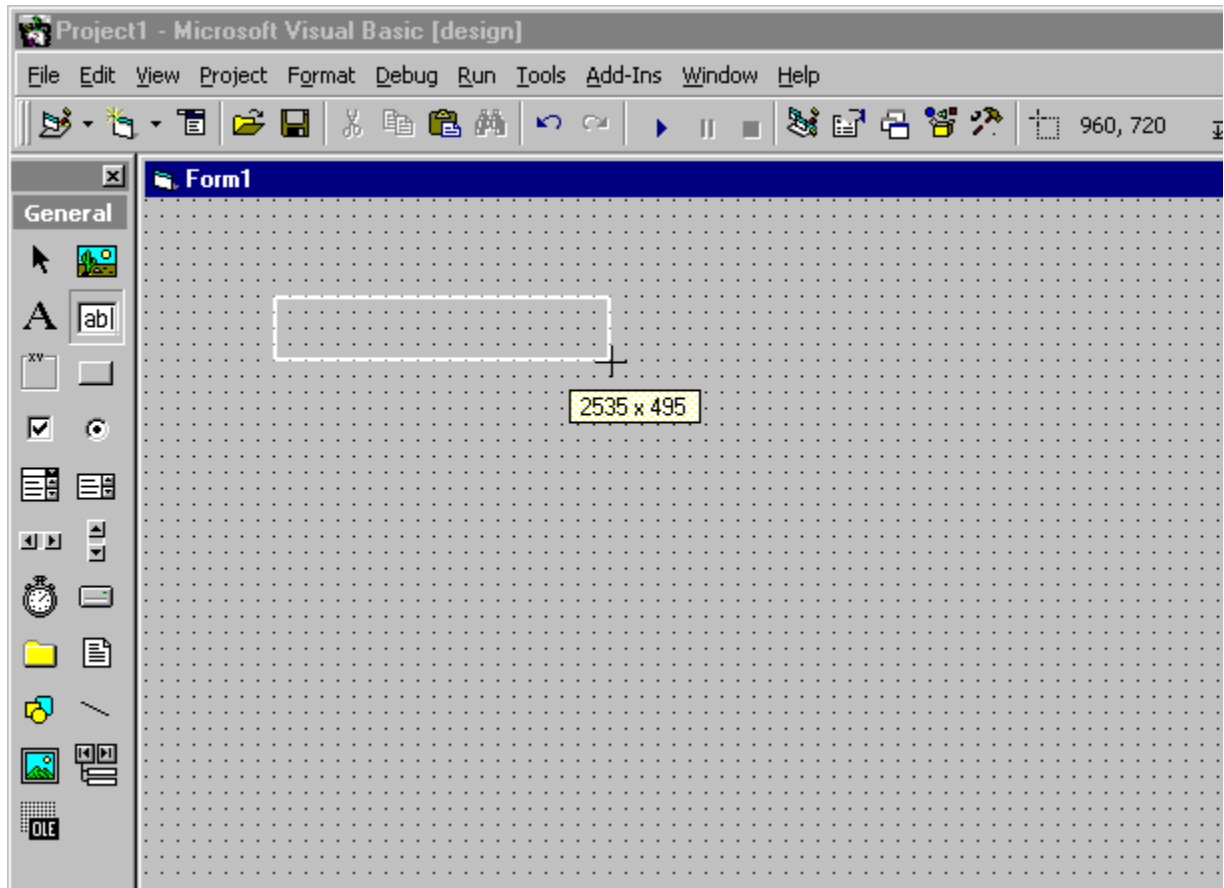 Project1 - Microsoft Visual Basic [design]
File Edit View Project Format Debug Run Tools Add-Ins Window Help
960, 720
Form1
General
A
ab|
XY
2535 x 495
OLE